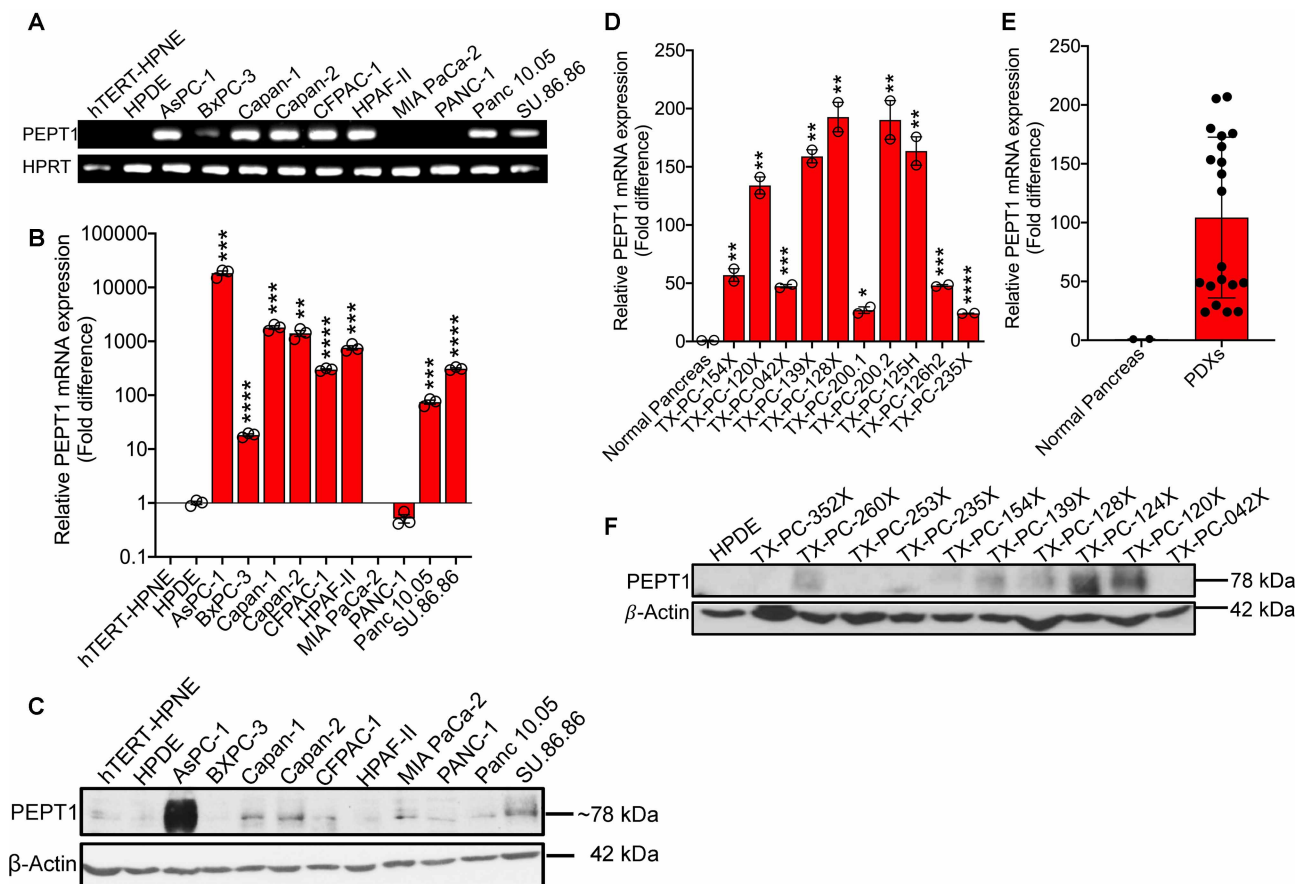 A
hTERT-HPNE
HPDE
AsPC-1
BxPC-3
Capan-1
Capan-2
CFPAC-1
HPAF-II
MIA PaCa-2
PANC-1
Panc 10.05
SU.86.86
PEPT1
HPRT
B
Relative PEPT1 mRNA expression
(Fold difference)
100000
10000
1000
100
10
1
0.1
***
****
***
**
****
***
***
****
hTERT-HPNE
HPDE
AsPC-1
BxPC-3
Capan-1
Capan-2
CFPAC-1
HPAF-II
MIA PaCa-2
PANC-1
Panc 10.05
SU.86.86
C
hTERT-HPNE
HPDE
AsPC-1
BXPC-3
Capan-1
Capan-2
CFPAC-1
HPAF-II
MIA PaCa-2
PANC-1
Panc 10.05
SU.86.86
PEPT1
~78 kDa
β-Actin
42 kDa
D
Relative PEPT1 mRNA expression
(Fold difference)
250
200
150
100
50
0
**
**
***
**
**
*
**
**
***
****
Normal Pancreas
TX-PC-154X
TX-PC-120X
TX-PC-042X
TX-PC-139X
TX-PC-128X
TX-PC-200.1
TX-PC-200.2
TX-PC-125H
TX-PC-126h2
TX-PC-235X
E
Relative PEPT1 mRNA expression
(Fold difference)
250
200
150
100
50
0
Normal Pancreas
PDXs
F
HPDE
TX-PC-352X
TX-PC-260X
TX-PC-253X
TX-PC-235X
TX-PC-154X
TX-PC-139X
TX-PC-128X
TX-PC-124X
TX-PC-120X
TX-PC-042X
PEPT1
78 kDa
β-Actin
42 kDa